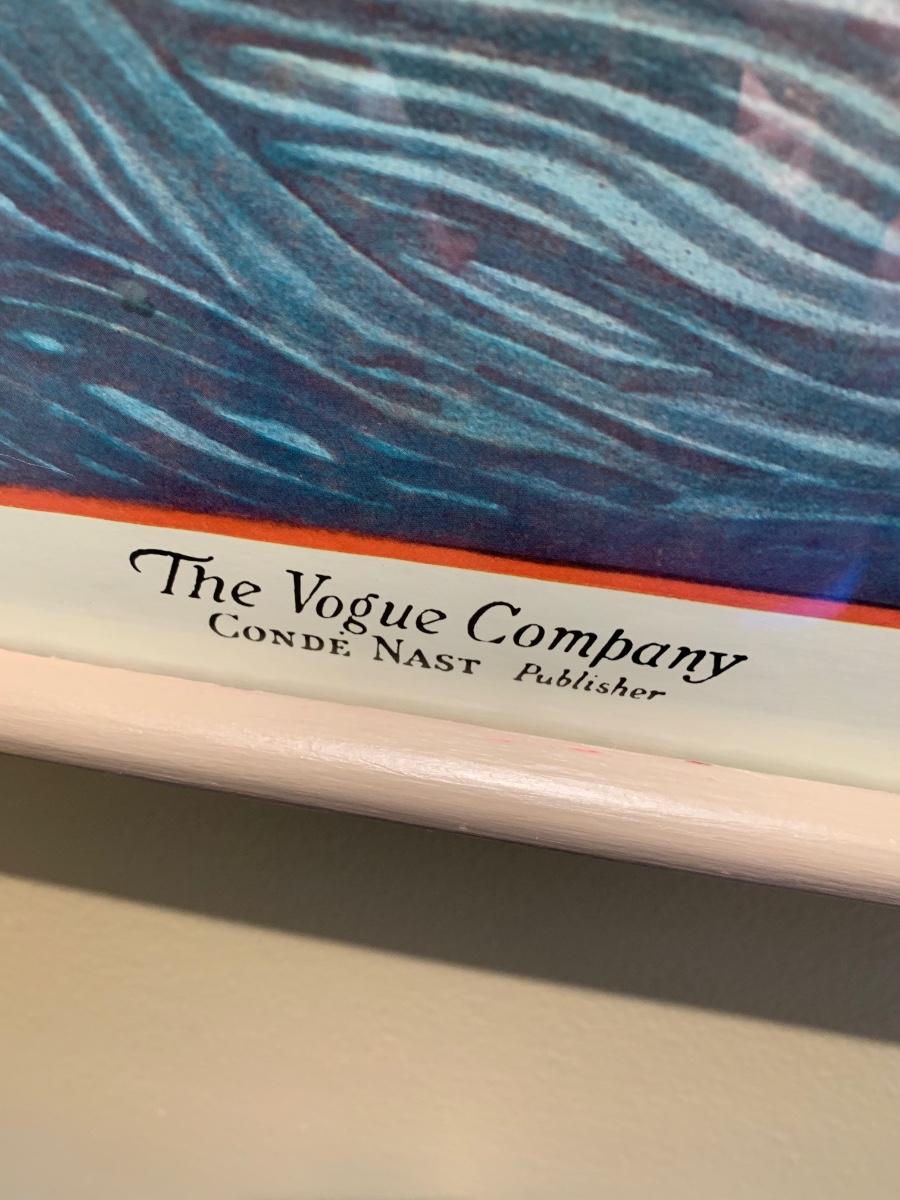 The Vogue Company
CONDÉ NAST Publisher